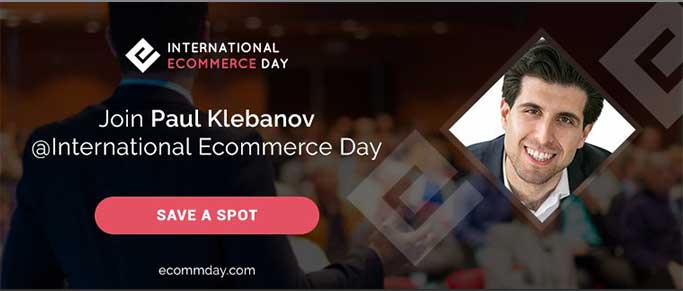 INTERNATIONAL
ECOMMERCE DAY
Join Paul Klebanov
@International Ecommerce Day
SAVE A SPOT
ecommday.com